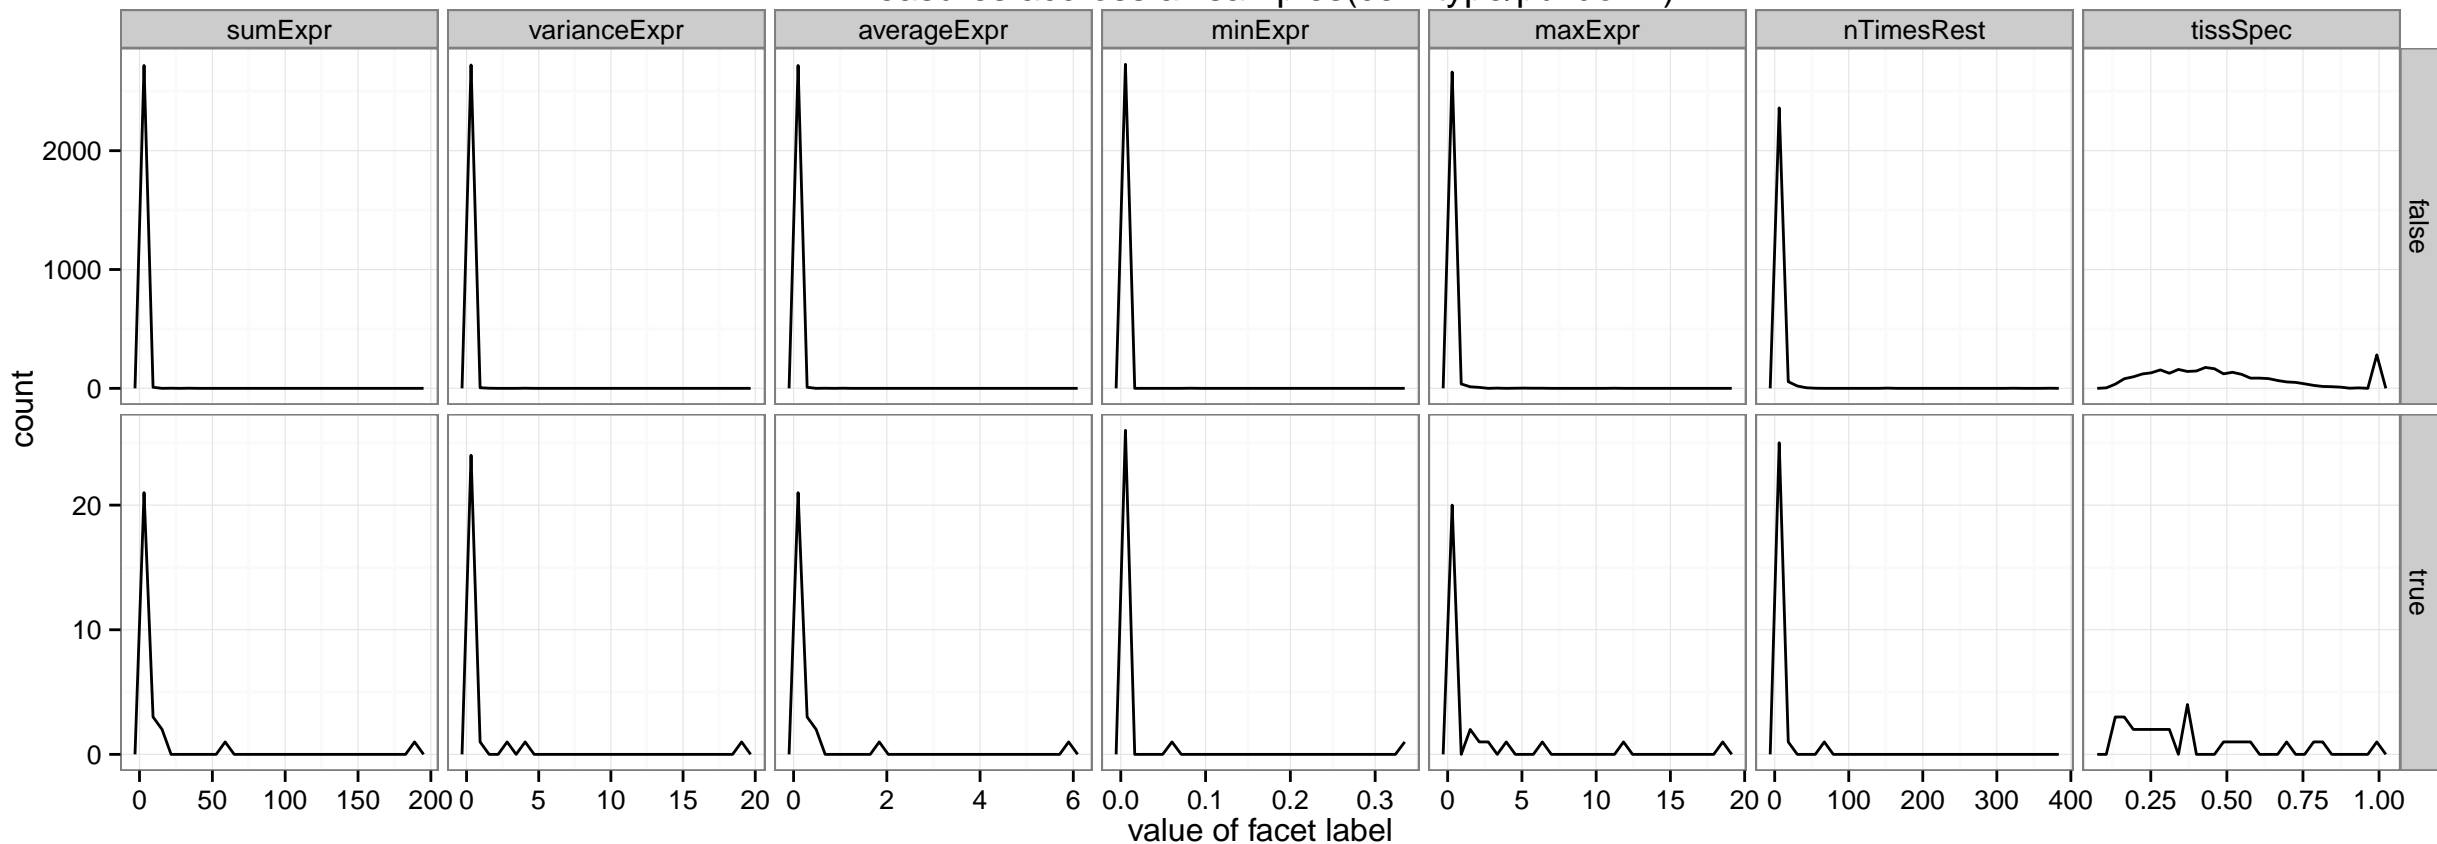 sumExpr varianceExpr averageExpr minExpr maxExpr nTimesRest tissSpec
2000
1000
0
false
count
20
10
0
true
0 50 100 150 200 0 5 10 15 20 0 2 4 6 0.0 0.1 0.2 0.3 0 5 10 15 20 0 100 200 300 400 0.25 0.50 0.75 1.00
value of facet label